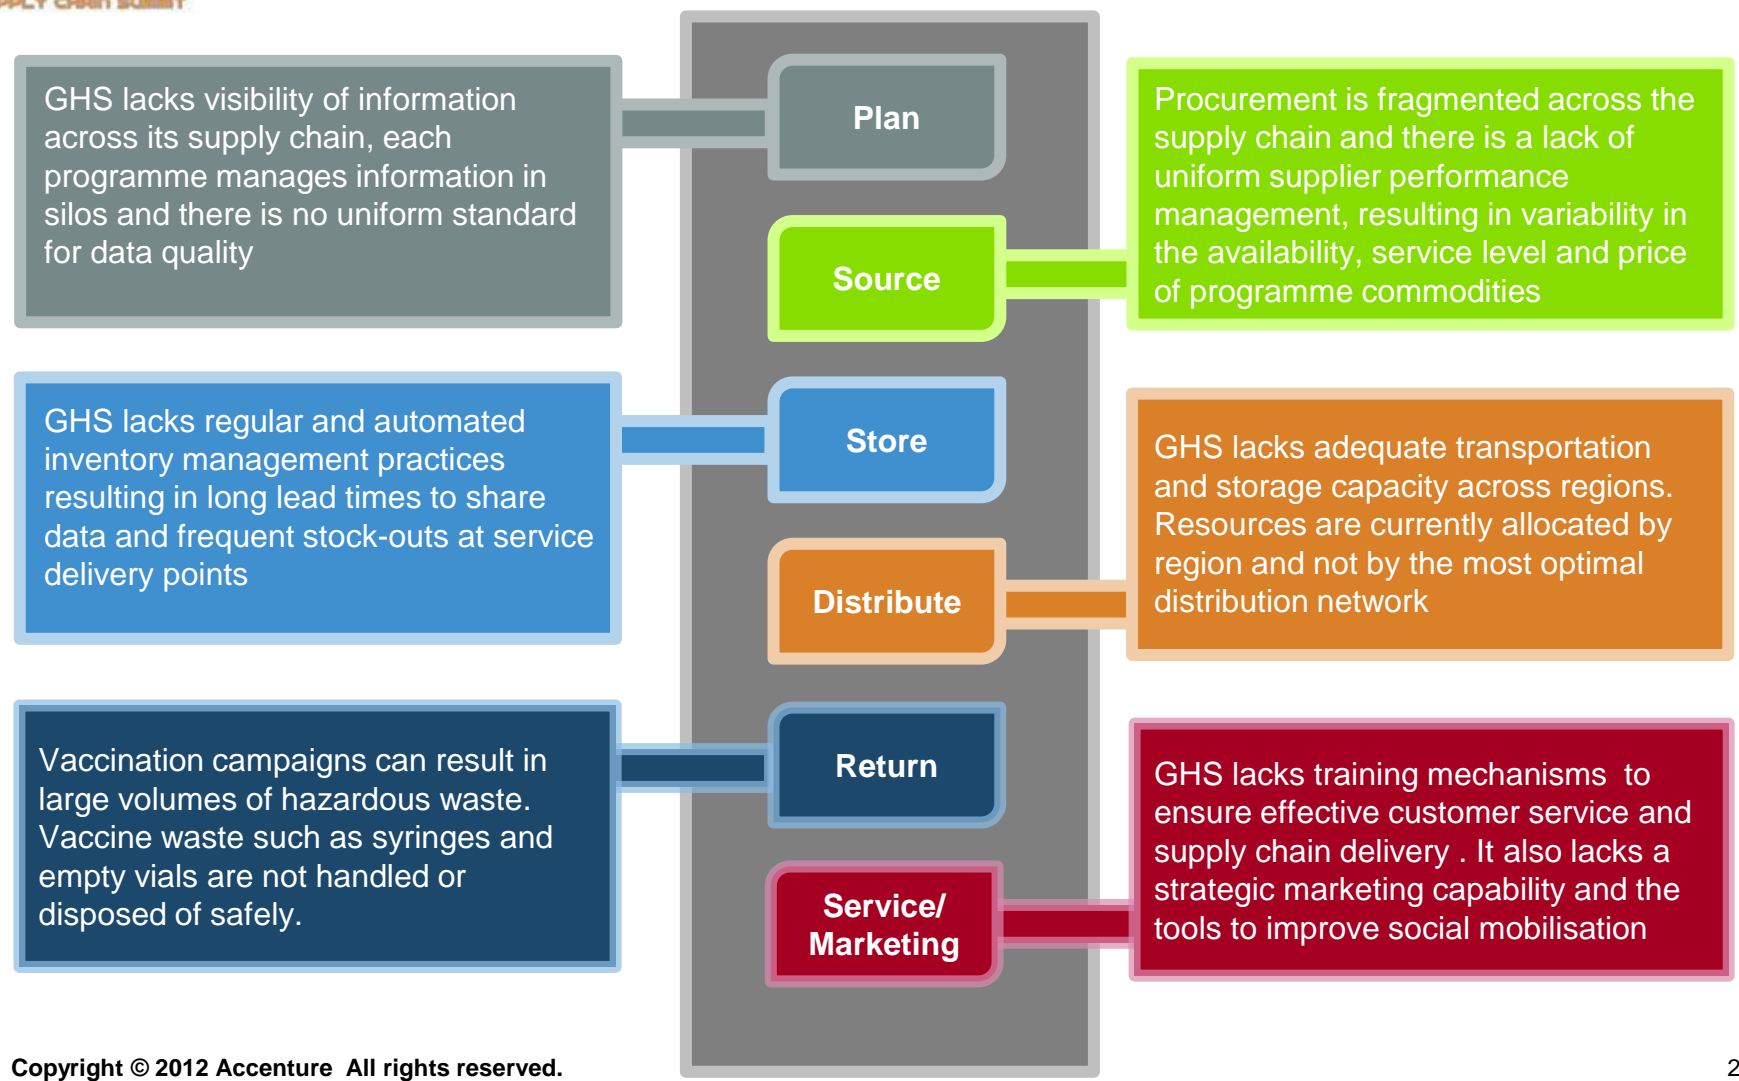 SUPPLY CHAIN SUMMIT
GHS lacks visibility of information
across its supply chain, each
programme manages information in
silos and there is no uniform standard
for data quality
Plan
Procurement is fragmented across the
supply chain and there is a lack of
uniform supplier performance
management, resulting in variability in
the availability, service level and price
of programme commodities
Source
GHS lacks regular and automated
inventory management practices
resulting in long lead times to share
data and frequent stock-outs at service
delivery points
Store
GHS lacks adequate transportation
and storage capacity across regions.
Resources are currently allocated by
region and not by the most optimal
distribution network
Distribute
Vaccination campaigns can result in
large volumes of hazardous waste.
Vaccine waste such as syringes and
empty vials are not handled or
disposed of safely.
Return
GHS lacks training mechanisms  to
ensure effective customer service and
supply chain delivery . It also lacks a
strategic marketing capability and the
tools to improve social mobilisation
Service/
Marketing
Copyright © 2012 Accenture  All rights reserved.
2